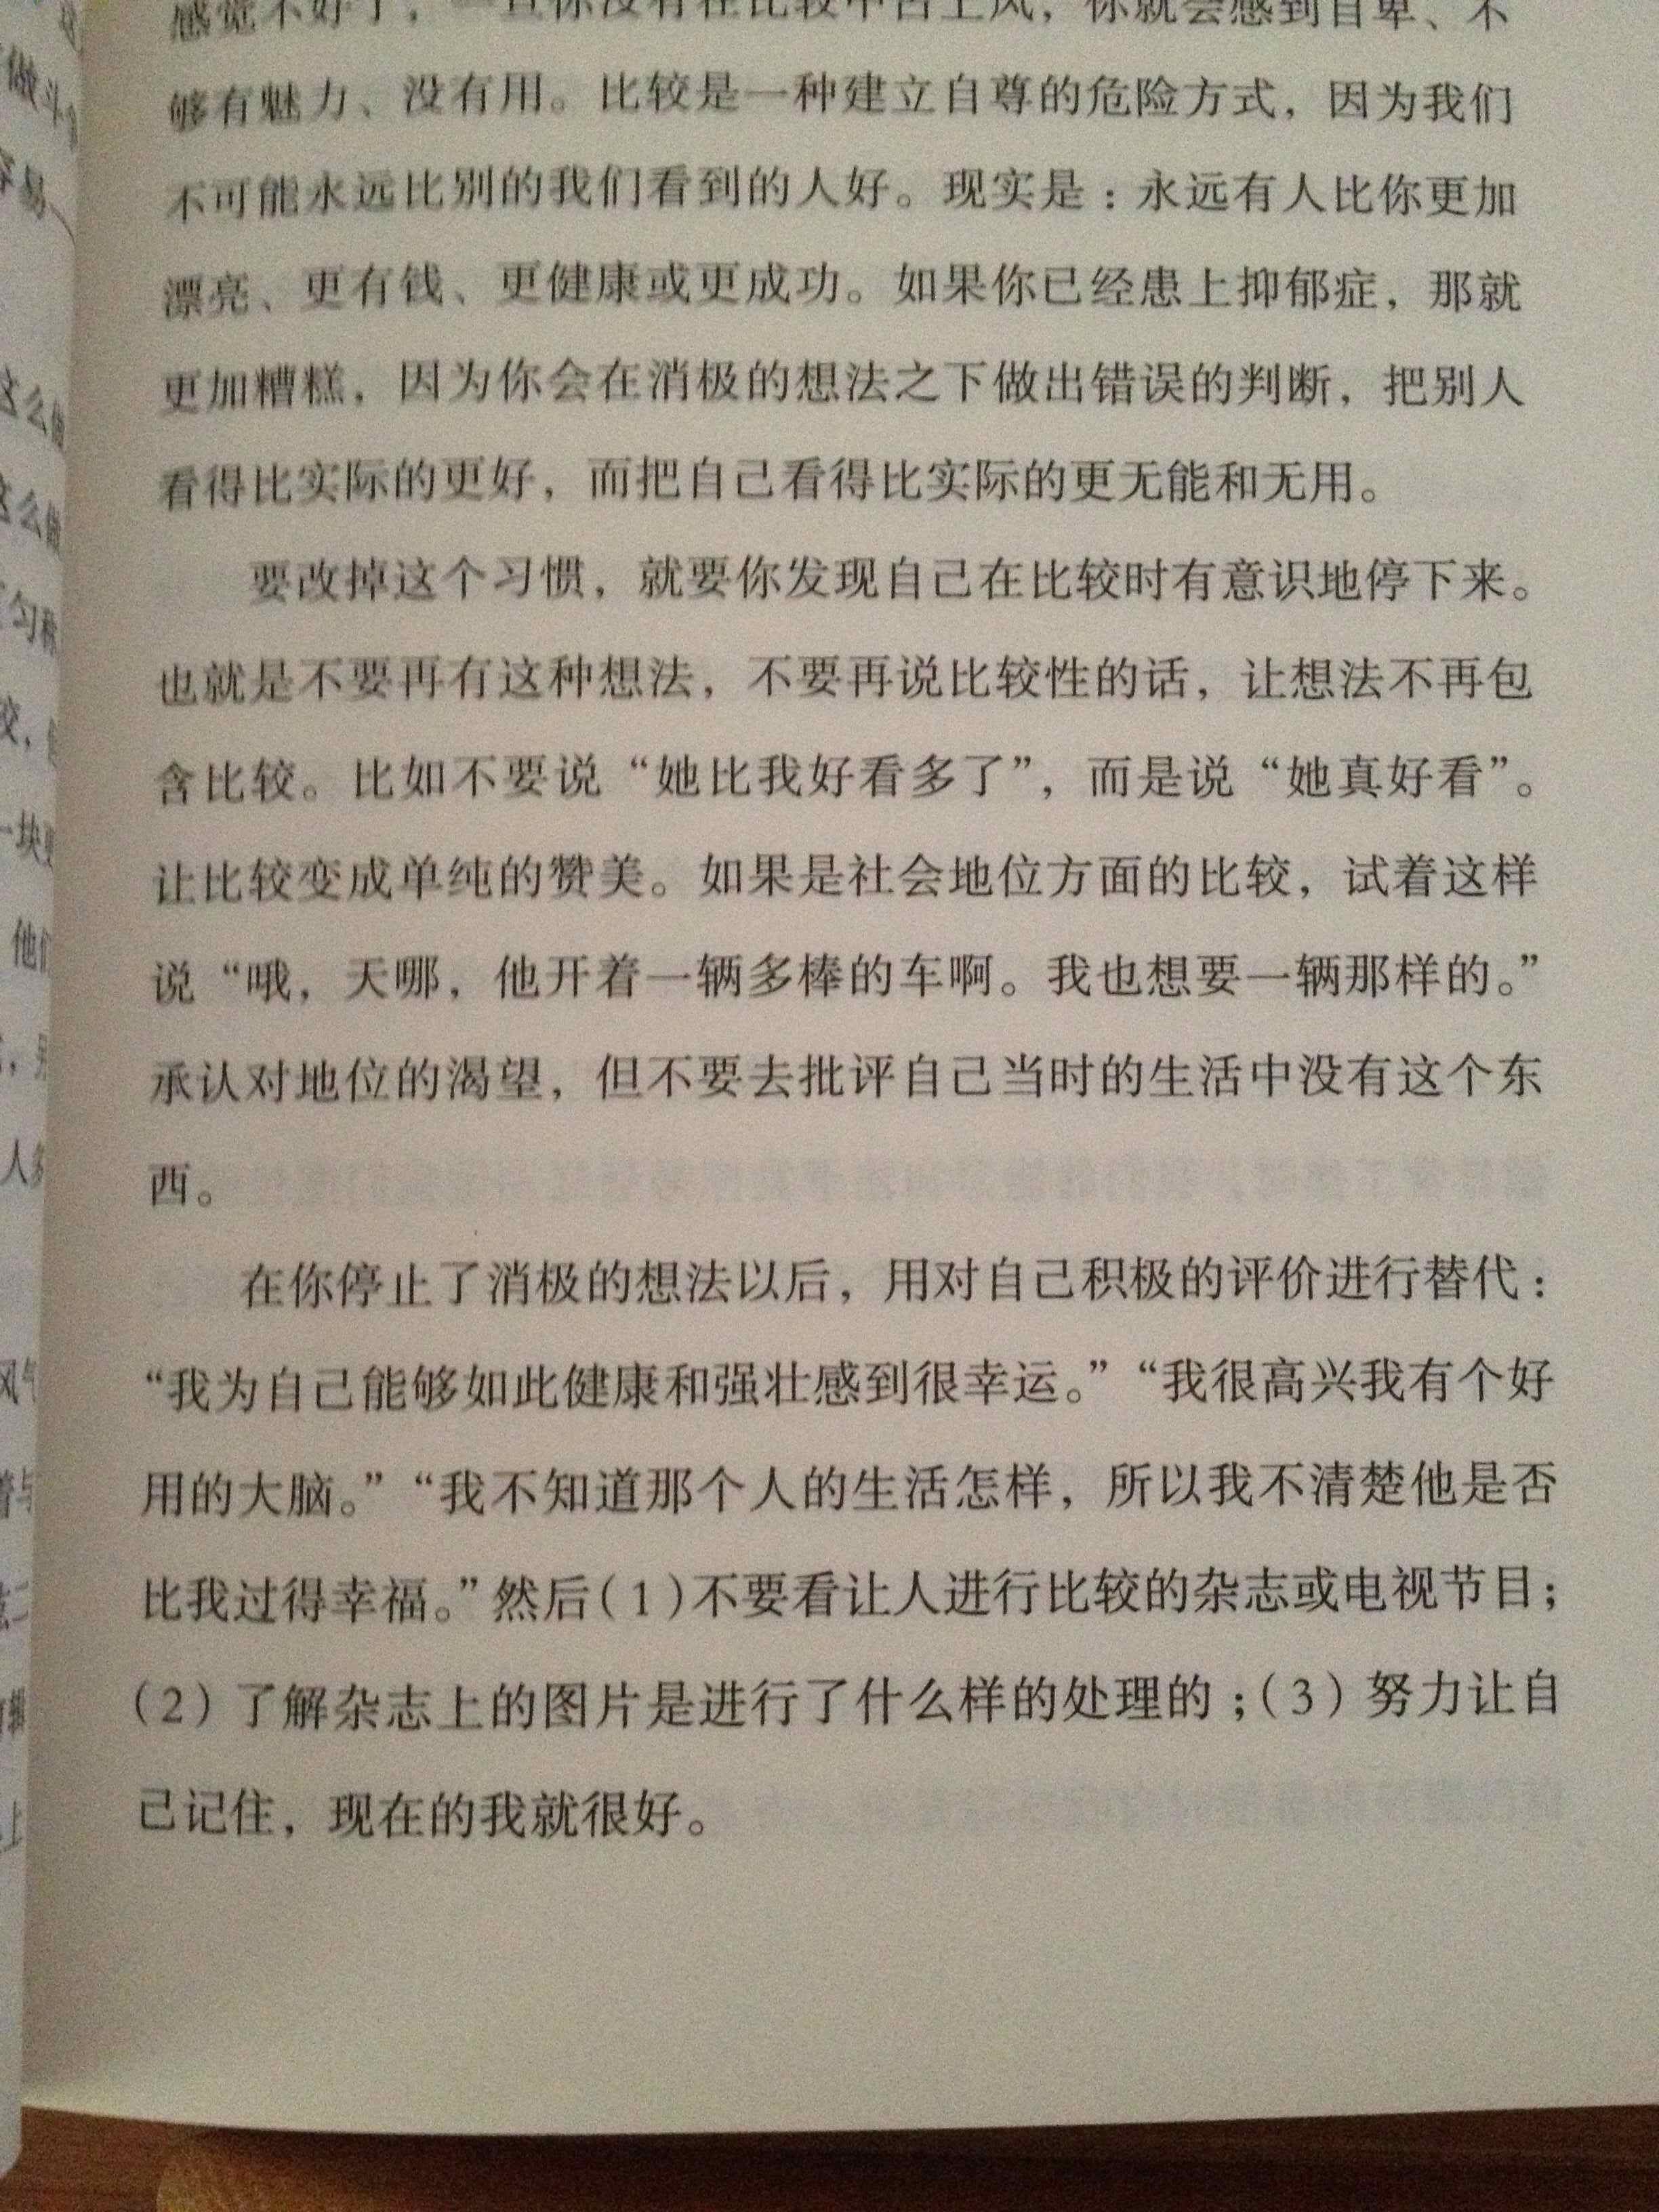 感觉不好了，一旦你没有在比较中占上风，你就会感到自卑、不
够有魅力、没有用。比较是一种建立自尊的危险方式，因为我们
不可能永远比别的我们看到的人好。现实是：永远有人比你更加
漂亮、更有钱、更健康或更成功。如果你已经患上抑郁症，那就
更加糟糕，因为你会在消极的想法之下做出错误的判断，把别人
看得比实际的更好，而把自己看得比实际的更无能和无用。
要改掉这个习惯，就要你发现自己在比较时有意识地停下来。
也就是不要再有这种想法，不要再说比较性的话，让想法不再包
含比较。比如不要说“她比我好看多了”，而是说“她真好看”。
让比较变成单纯的赞美。如果是社会地位方面的比较，试着这样
说“哦，天哪，他开着一辆多棒的车啊。我也想要一辆那样的。”
承认对地位的渴望，但不要去批评自己当时的生活中没有这个东
西。
在你停止了消极的想法以后，用对自己积极的评价进行替代：
“我为自己能够如此健康和强壮感到很幸运。”“我很高兴我有个好
用的大脑。”“我不知道那个人的生活怎样，所以我不清楚他是否
比我过得幸福。”然后(1)不要看让人进行比较的杂志或电视节目；
(2)了解杂志上的图片是进行了什么样的处理的；(3)努力让自
己记住，现在的我就很好。